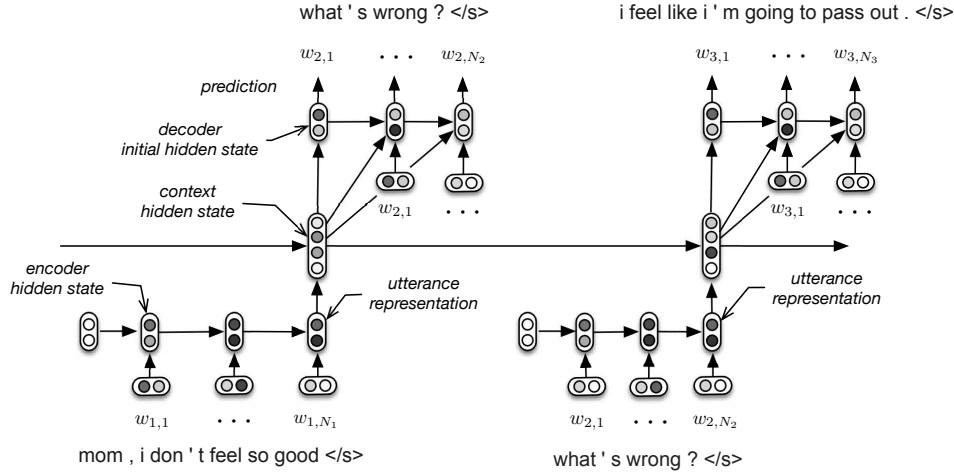 what ' s wrong ? </s>
i feel like i ' m going to pass out . </s>
w2,1 . . . w2,N2
w3,1 . . . w3,N3
prediction
decoder
initial hidden state
context
hidden state
w2,1 . . .
w3,1 . . .
encoder
hidden state
utterance
representation
utterance
representation
w1,1 . . . w1,N1
w2,1 . . . w2,N2
mom , i don ' t feel so good </s>
what ' s wrong ? </s>